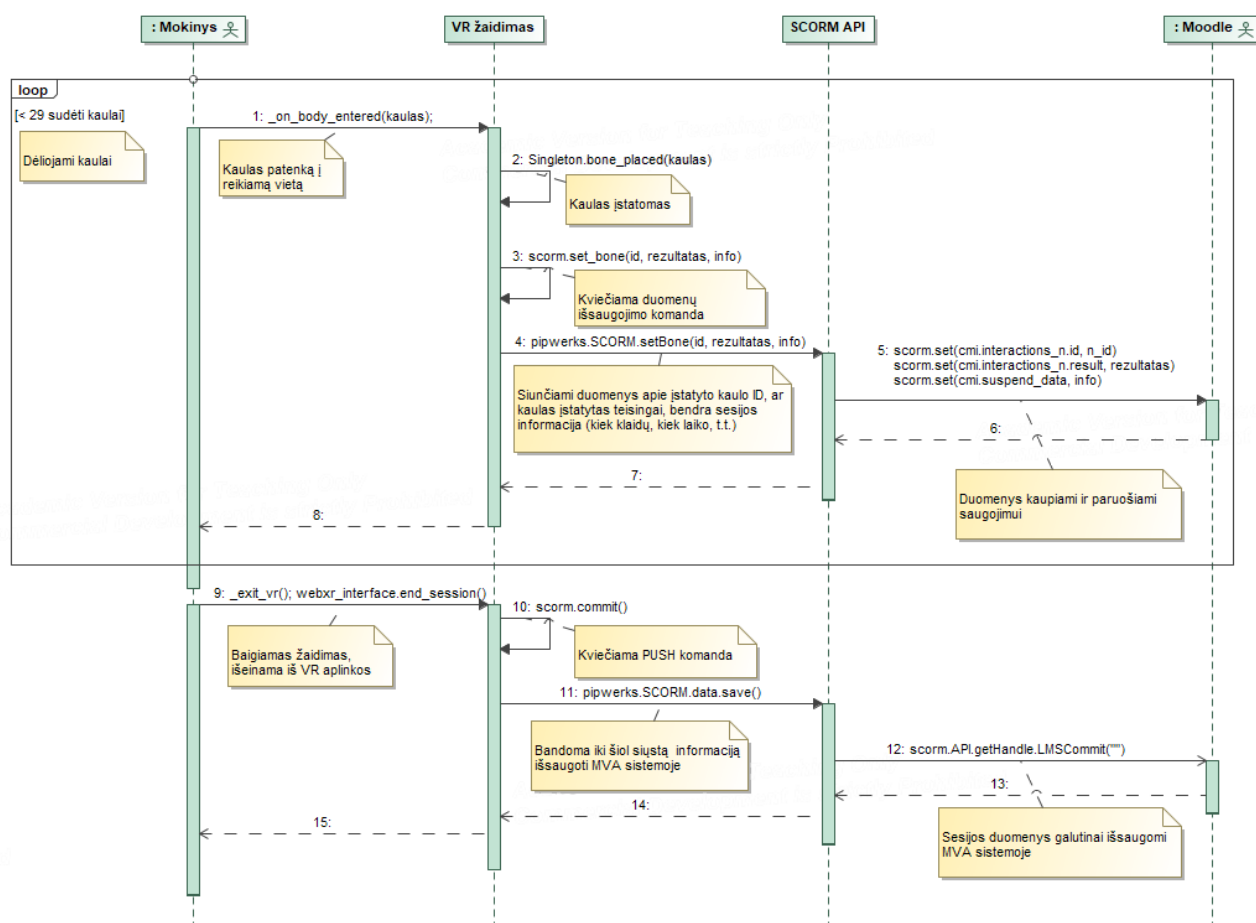 : Mokinys
VR žaidimas
SCORM API
: Moodle
loop
[< 29 sudėti kaulai]
Dėliojami kaulai
1: _on_body_entered(kaulas);
Kaulas patenką į
reikiamą vietą
2: Singleton.bone_placed(kaulas)
Kaulas įstatomas
3: scorm.set_bone(id, rezultatas, info)
Kviečiama duomenų
išsaugojimo komanda
4: pipwerks.SCORM.setBone(id, rezultatas, info)
Siunčiami duomenys apie įstatyto kaulo ID, ar
kaulas įstatytas teisingai, bendra sesijos
informacija (kiek klaidų, kiek laiko, t.t.)
5: scorm.set(cmi.interactions_n.id, n_id)
scorm.set(cmi.interactions_n.result, rezultatas)
scorm.set(cmi.suspend_data, info)
6:
Duomenys kaupiami ir paruošiami
saugojimui
7:
8:
9: _exit_vr(); webxr_interface.end_session()
Baigiamas žaidimas,
išeinama iš VR aplinkos
10: scorm.commit()
Kviečiama PUSH komanda
11: pipwerks.SCORM.data.save()
Bandoma iki šiol siųstą informaciją
išsaugoti MVA sistemoje
12: scorm.API.getHandle.LMSCommit("")
13:
Sesijos duomenys galutinai išsaugomi
MVA sistemoje
14:
15: